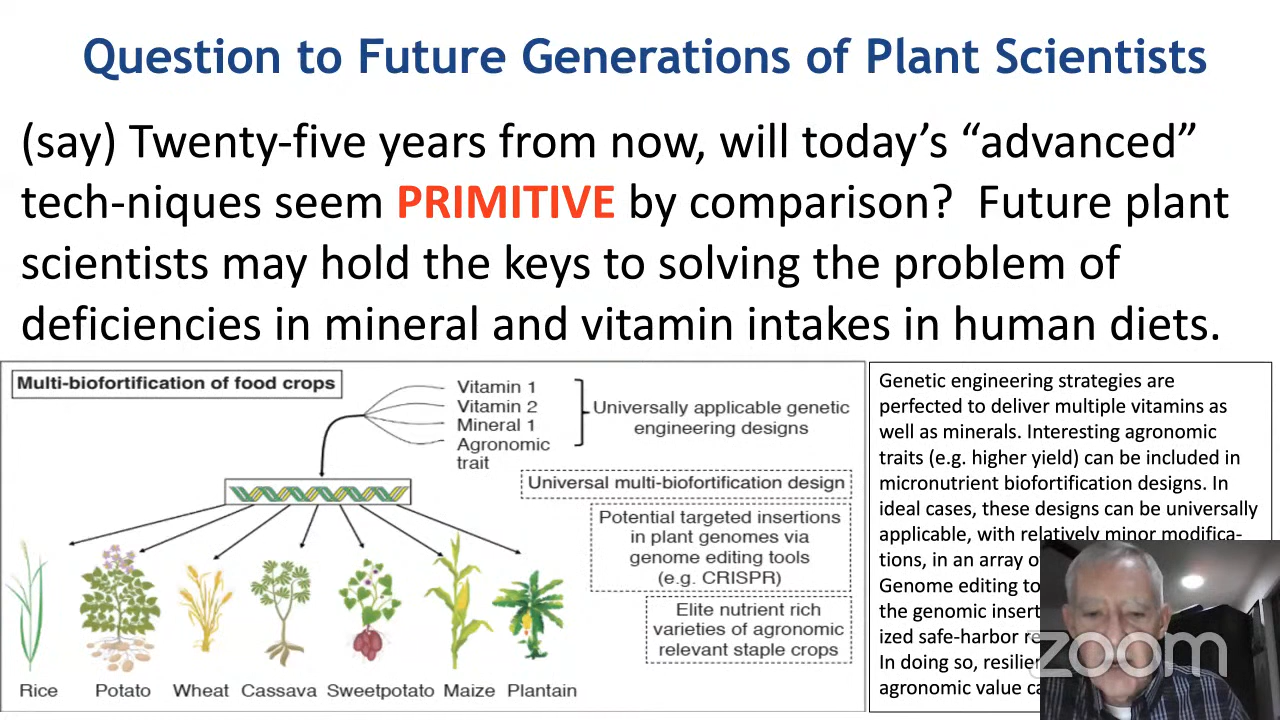 Question to Future Generations of Plant Scientists
(say) Twenty-five years from now, will today’s “advanced”
tech-niques seem PRIMITIVE by comparison?  Future plant
scientists may hold the keys to solving the problem of
deficiencies in mineral and vitamin intakes in human diets.
Multi-biofortification of food crops
Vitamin 1
Vitamin 2
Mineral 1
Agronomic
trait
Universally applicable genetic
engineering designs
Universal multi-biofortification design
Potential targeted insertions
in plant genomes via
genome editing tools
(e.g. CRISPR)
Elite nutrient rich
varieties of agronomic
relevant staple crops
Rice
Potato
Wheat
Cassava
Sweetpotato
Maize
Plantain
Genetic engineering strategies are
perfected to deliver multiple vitamins as
well as minerals. Interesting agronomic
traits (e.g. higher yield) can be included in
micronutrient biofortification designs. In
ideal cases, these designs can be universally
applicable, with relatively minor modifica-
tions, in an array
Genome editing
the genomic
ized safe-harbor
In doing so,
agronomic value
zoom